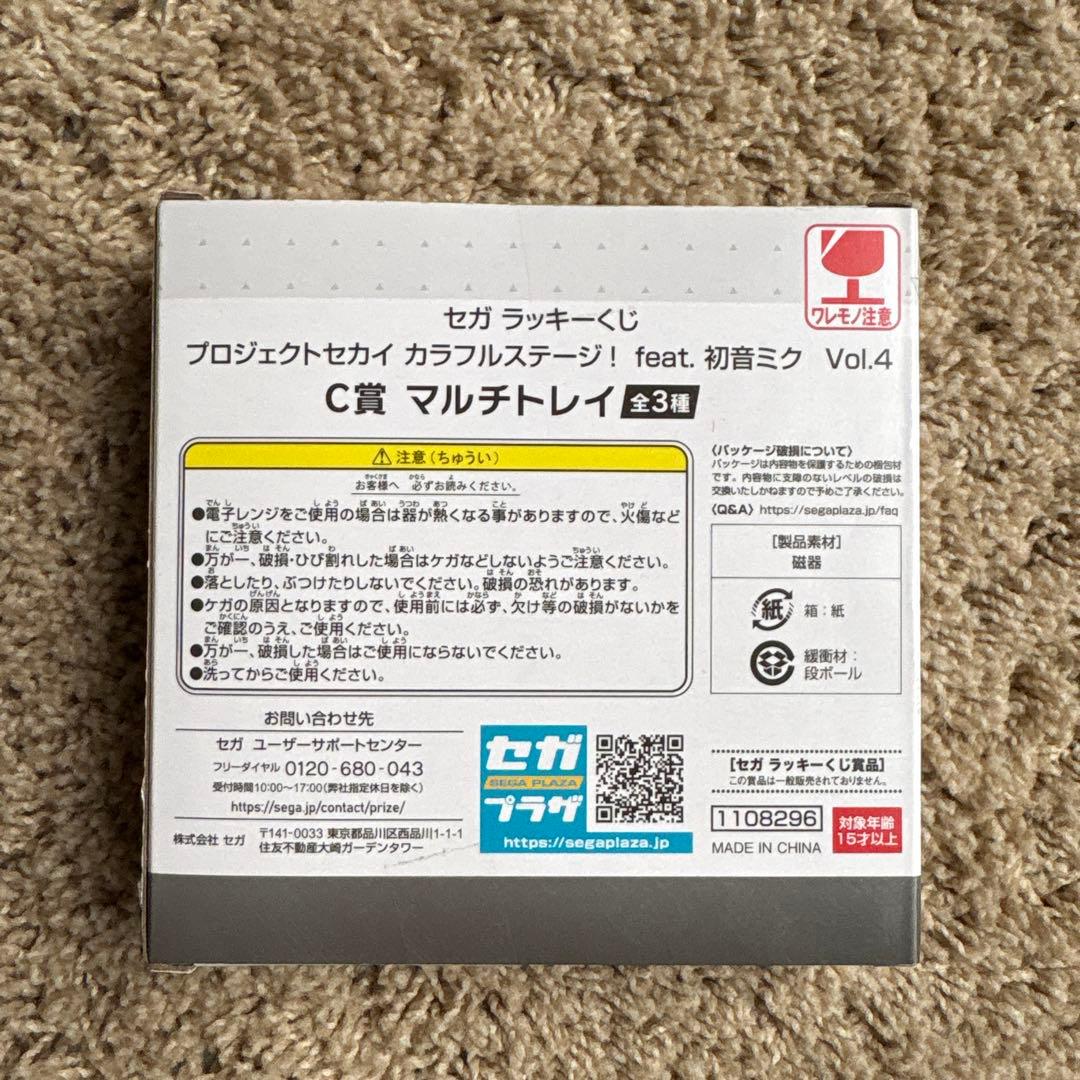 ワレモノ注意
セガ ラッキーくじ
プロジェクトセカイ カラフルステージ! feat. 初音ミク Vol.4
C賞 マルチトレイ 全3種
⚠注意(ちゅうい)
お客様へ 必ずお読みください。
●電子レンジをご使用の場合は器が熱くなる事がありますので、火傷など
にご注意ください。
●万が一、破損・ひび割れした場合はケガなどしないようご注意ください。
●落としたり、ぶつけたりしないでください。破損の恐れがあります。
●ケガの原因となりますので、使用前には必ず、欠け等の破損がないかを
ご確認のうえ、ご使用ください。
●万が一、破損した場合はご使用にならないでください。
●洗ってからご使用ください。
〈パッケージ破損について〉
パッケージは内容物を保護するための梱包材
です。内容物に支障のないレベルの破損は
交換いたしかねますので予めご了承ください。
〈Q&A〉https://segaplaza.jp/faq
[製品素材]
磁器
紙
箱:紙
緩衝材:
段ボール
お問い合わせ先
セガ ユーザーサポートセンター
フリーダイヤル 0120-680-043
受付時間10:00〜17:00(弊社指定休日を除く)
https://sega.jp/contact/prize/
株式会社 セガ
〒141-0033 東京都品川区西品川1-1-1
住友不動産大崎ガーデンタワー
セガ
SEGA PLAZA
プラザ
https://segaplaza.jp
[セガ ラッキーくじ賞品]
この賞品は一般販売されておりません。
1108296
MADE IN CHINA
対象年齢
15才以上